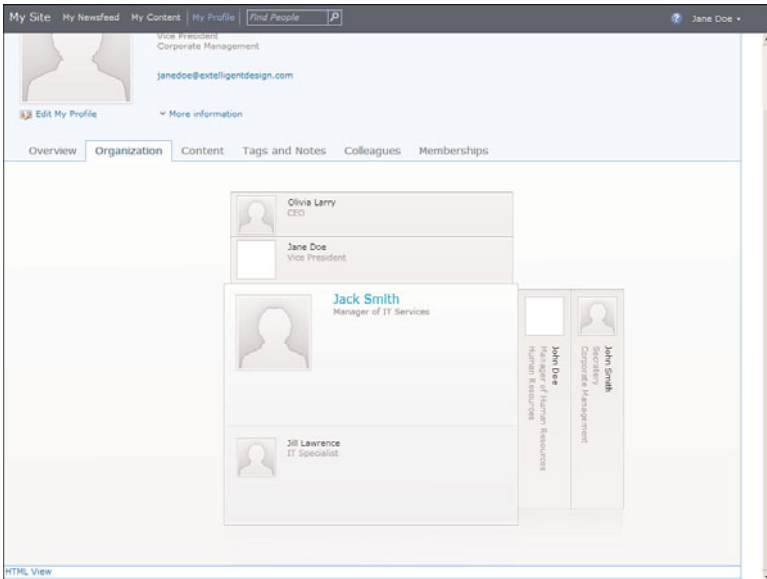 My Site My Newsfeed My Content My Profile Find People Jane Doe
Vice President
Corporate Management
janedoe@extelligentdesign.com
Edit My Profile More information
Overview Organization Content Tags and Notes Colleagues Memberships
Olivia Larry
CEO
Jane Doe
Vice President
Jack Smith
Manager of IT Services
Jill Lawrence
IT Specialist
John Doe
Manager of Human Resources
Human Resources
John Smith
Secratery
Corporate Management
HTML View